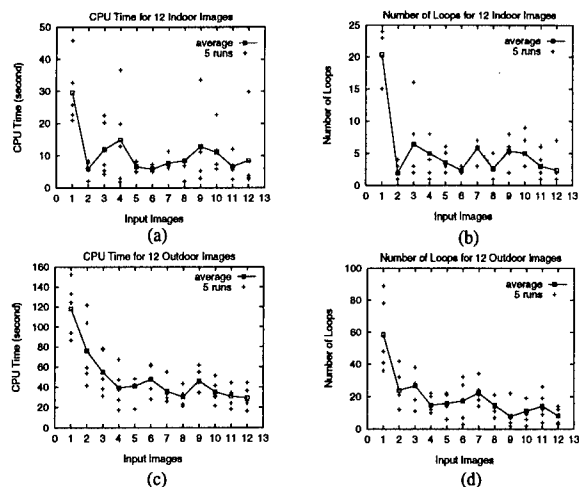 CPU Time for 12 Indoor Images
50
40
30
20
10
0
CPU Time (second)
average
5 runs
0 1 2 3 4 5 6 7 8 9 10 11 12 13
Input Images
(a)
Number of Loops for 12 Indoor Images
25
20
15
10
5
0
Number of Loops
average
5 runs
0 1 2 3 4 5 6 7 8 9 10 11 12 13
Input Images
(b)
CPU Time for 12 Outdoor Images
160
140
120
100
80
60
40
20
0
CPU Time (second)
average
5 runs
0 1 2 3 4 5 6 7 8 9 10 11 12 13
Input Images
(c)
Number of Loops for 12 Outdoor Images
100
80
60
40
20
0
Number of Loops
average
5 runs
0 1 2 3 4 5 6 7 8 9 10 11 12 13
Input Images
(d)